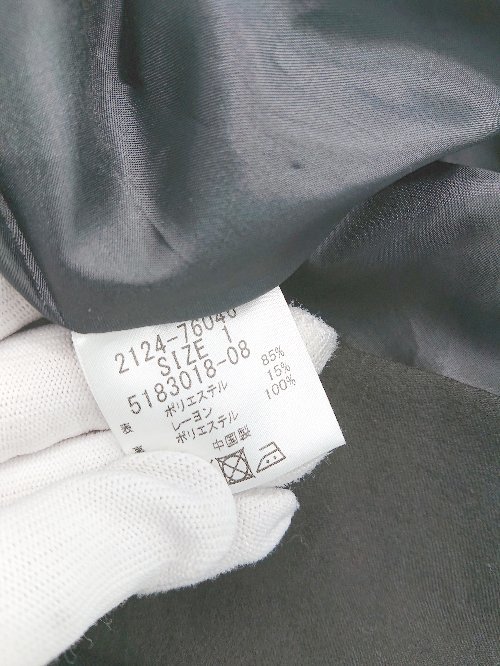 2124-76040
SIZE 1
5183018-08
表 ポリエステル 85%
レーヨン 15%
ポリエステル 100%
中国製